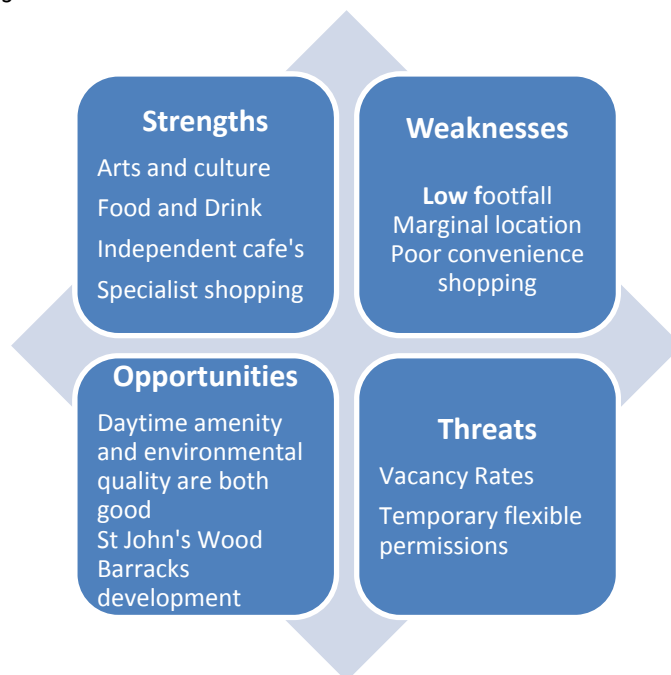 Strengths
Arts and culture
Food and Drink
Independent cafe's
Specialist shopping
Weaknesses
Low footfall
Marginal location
Poor convenience
shopping
Opportunities
Daytime amenity
and environmental
quality are both
good
St John's Wood
Barracks
development
Threats
Vacancy Rates
Temporary flexible
permissions